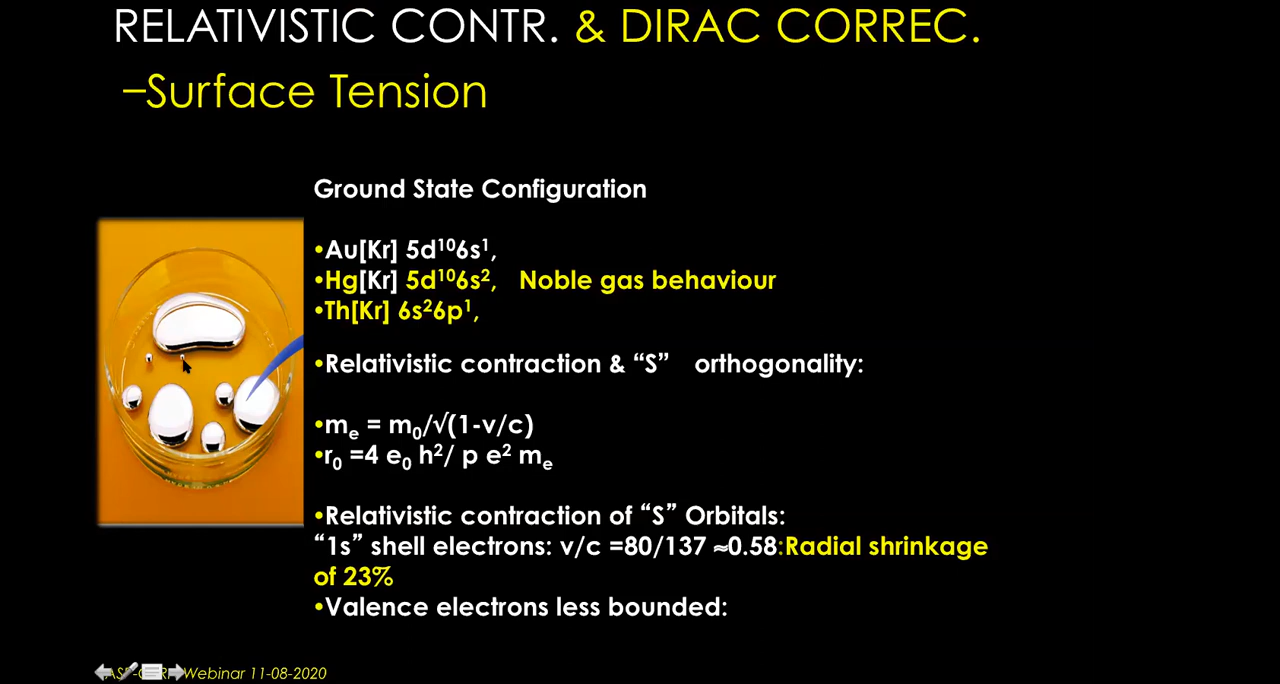 RELATIVISTIC CONTR. & DIRAC CORREC.
–Surface Tension
Ground State Configuration
•Au[Kr] 5d¹⁰6s¹,
•Hg[Kr] 5d¹⁰6s², Noble gas behaviour
•Th[Kr] 6s²6p¹,
•Relativistic contraction & “S” orthogonality:
•mₑ = m₀/√(1-v/c)
•r₀ =4 e₀ h²/ p e² mₑ
•Relativistic contraction of “S” Orbitals:
“1s” shell electrons: v/c =80/137 ≈0.58:Radial shrinkage
of 23%
•Valence electrons less bounded:
Webinar 11-08-2020